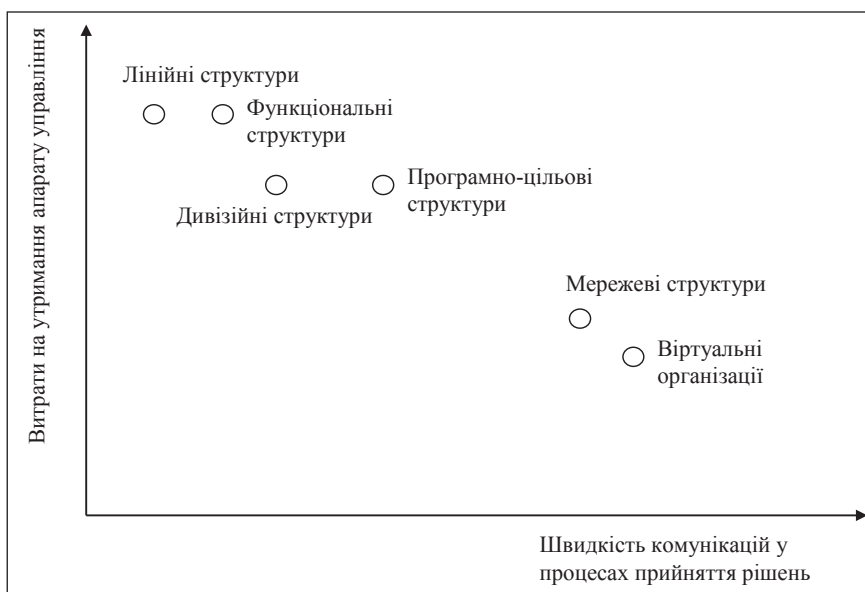 Витрати на утримання апарату управління
Лінійні структури
Функціональні
структури
Програмно-цільові
структури
Дивізійні структури
Мережеві структури
Віртуальні
організації
Швидкість комунікацій у
процесах прийняття рішень